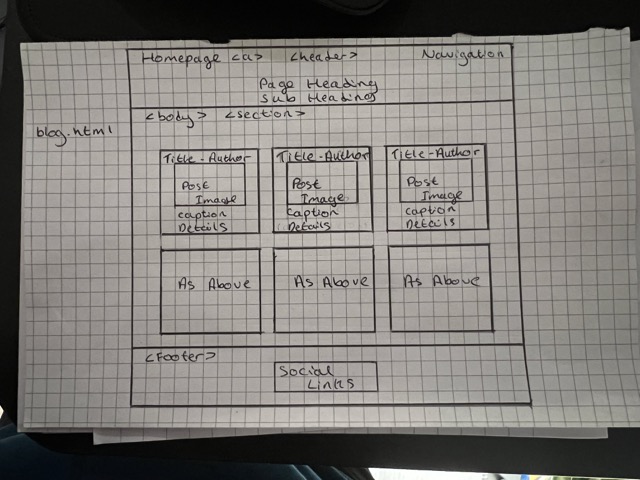 Homepage <a> <header> Navigation
Page Heading
Sub Heading
blog.html
<body> <section>
Title-Author Title-Author Title-Author
Post Post Post
Image Image Image
caption caption caption
Details Details Details
As Above As Above As Above
<Footer>
Social
Links